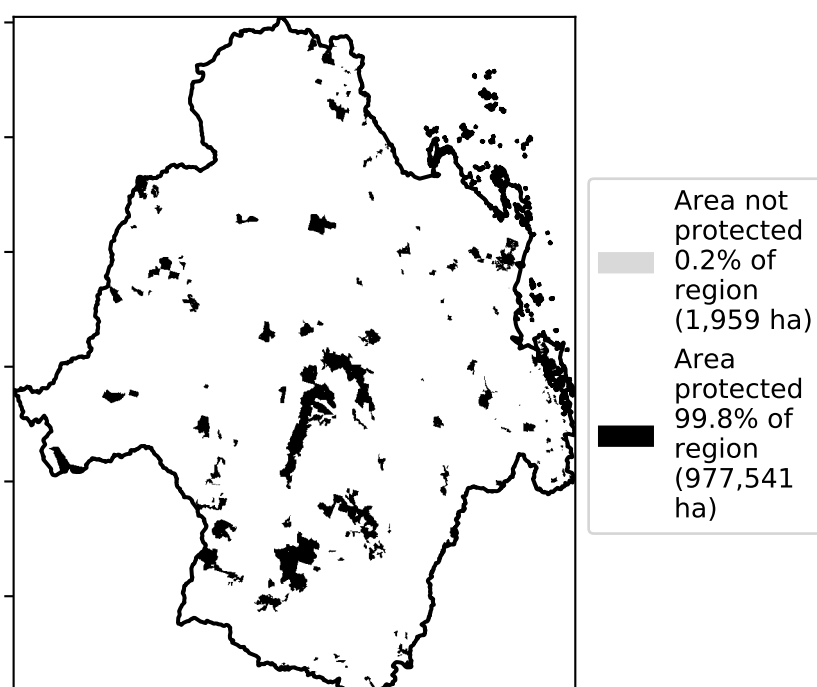 Area not
protected
0.2% of
region
(1,959 ha)
Area
protected
99.8% of
region
(977,541
ha)